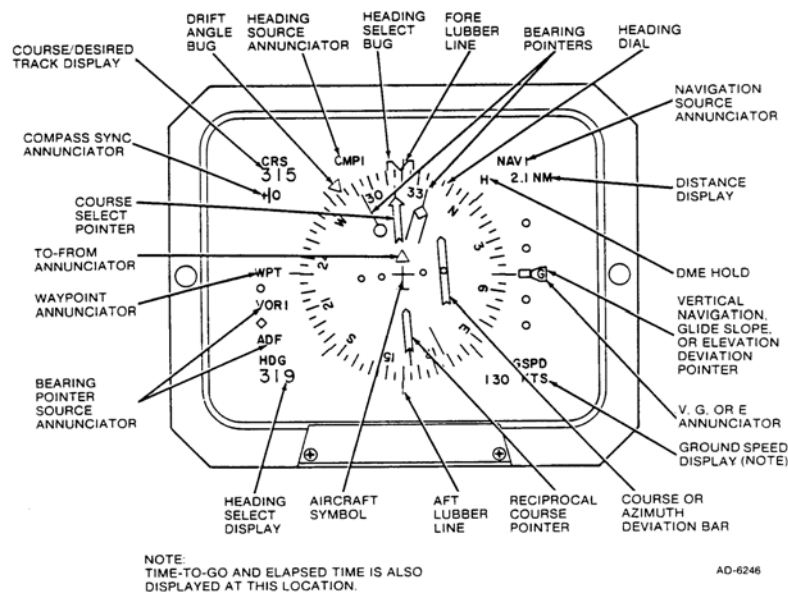 DRIFT
ANGLE
BUG
HEADING
SOURCE
ANNUNCIATOR
HEADING
SELECT
BUG
FORE
LUBBER
LINE
BEARING
POINTERS
HEADING
DIAL
COURSE/DESIRED
TRACK DISPLAY
NAVIGATION
SOURCE
ANNUNCIATOR
COMPASS SYNC
ANNUNCIATOR
DISTANCE
DISPLAY
COURSE
SELECT
POINTER
TO-FROM
ANNUNCIATOR
DME HOLD
WAYPOINT
ANNUNCIATOR
VERTICAL
NAVIGATION,
GLIDE SLOPE,
OR ELEVATION
DEVIATION
POINTER
BEARING
POINTER
SOURCE
ANNUNCIATOR
V. G. OR E
ANNUNCIATOR
GROUND SPEED
DISPLAY (NOTE)
CRS
315
CMPI
NAV I
H 2.1 NM
30
33
W
N
24
3
21
6
S
E
15
WPT
VOR I
ADF
HDG
319
G
GSPD
130 KTS
HEADING
SELECT
DISPLAY
AIRCRAFT
SYMBOL
AFT
LUBBER
LINE
RECIPROCAL
COURSE
POINTER
COURSE OR
AZIMUTH
DEVIATION BAR
NOTE:
TIME-TO-GO AND ELAPSED TIME IS ALSO
DISPLAYED AT THIS LOCATION.
AD-6246